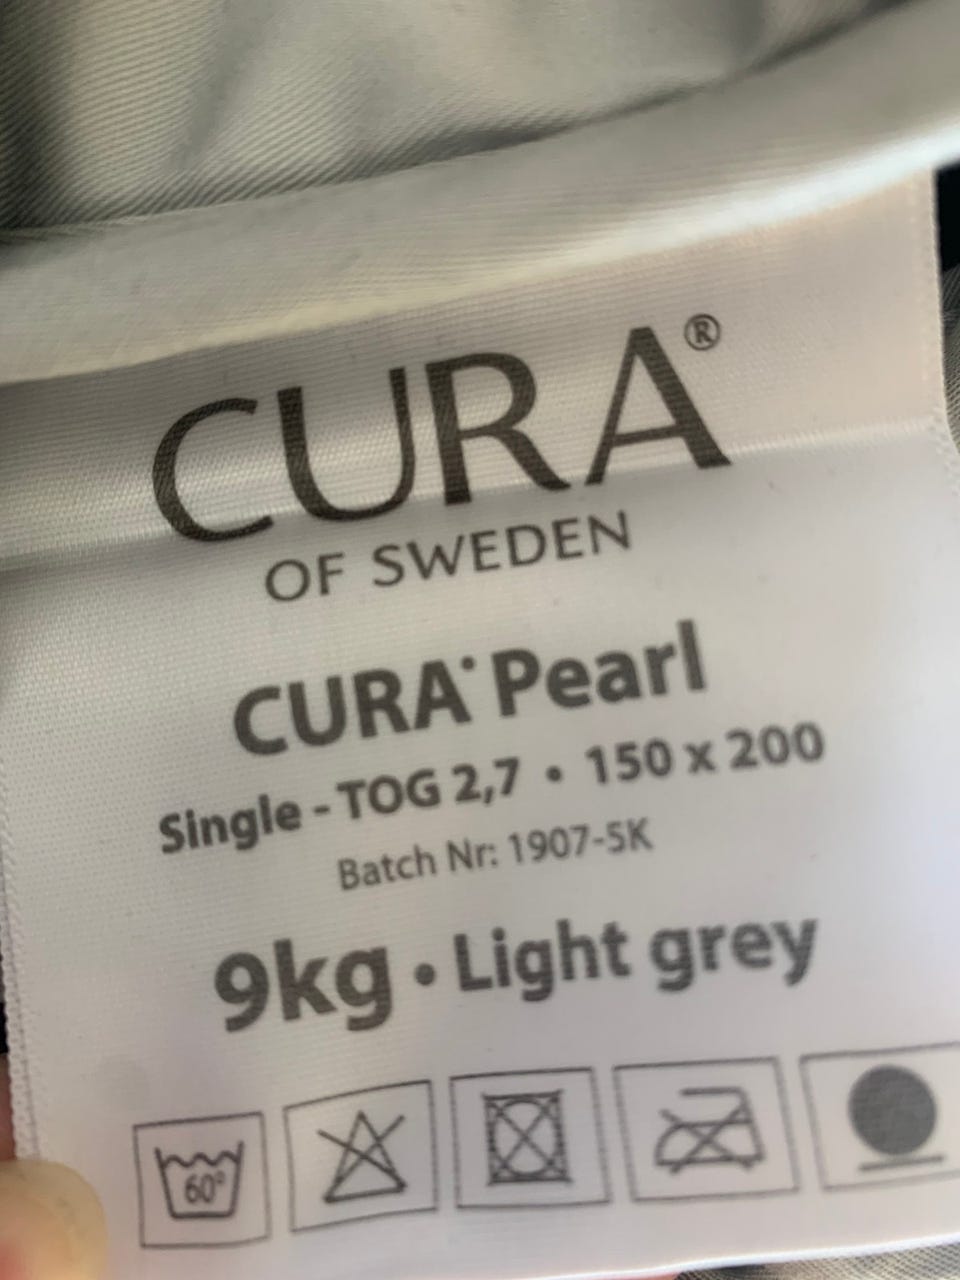 CURA®
OF SWEDEN
CURA® Pearl
Single - TOG 2,7 • 150 x 200
Batch Nr: 1907-5K
9kg • Light grey
60°